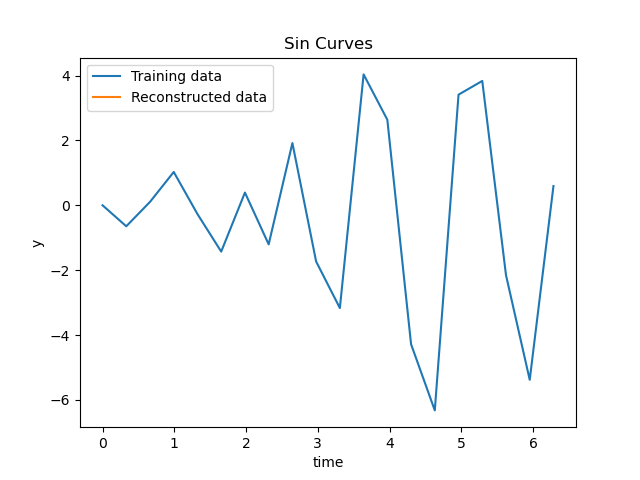 Sin Curves
Training data
Reconstructed data
y
4
2
0
−2
−4
−6
0 1 2 3 4 5 6
time